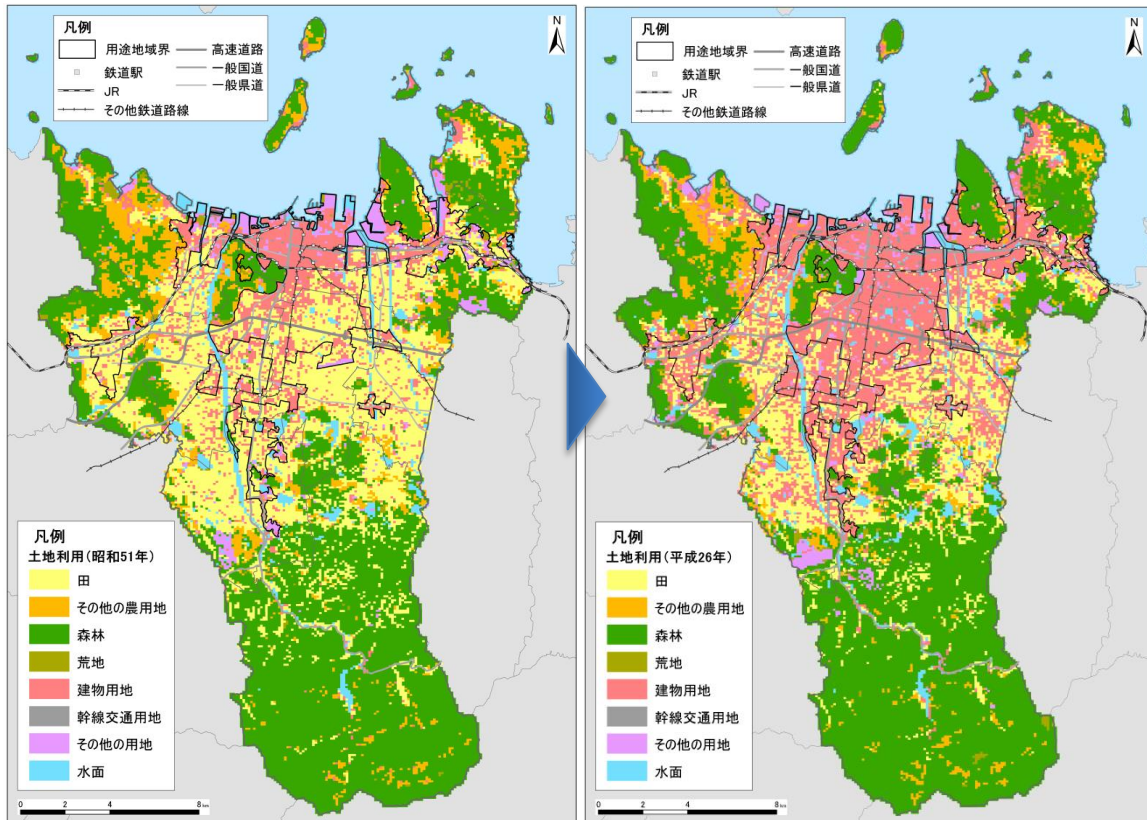 凡例
用途地域界
高速道路
鉄道駅
一般国道
JR
一般県道
その他鉄道路線
N
凡例
土地利用(昭和51年)
田
その他の農用地
森林
荒地
建物用地
幹線交通用地
その他の用地
水面
0 2 4 8 km
凡例
用途地域界
高速道路
鉄道駅
一般国道
JR
一般県道
その他鉄道路線
N
凡例
土地利用(平成26年)
田
その他の農用地
森林
荒地
建物用地
幹線交通用地
その他の用地
水面
0 2 4 8 km